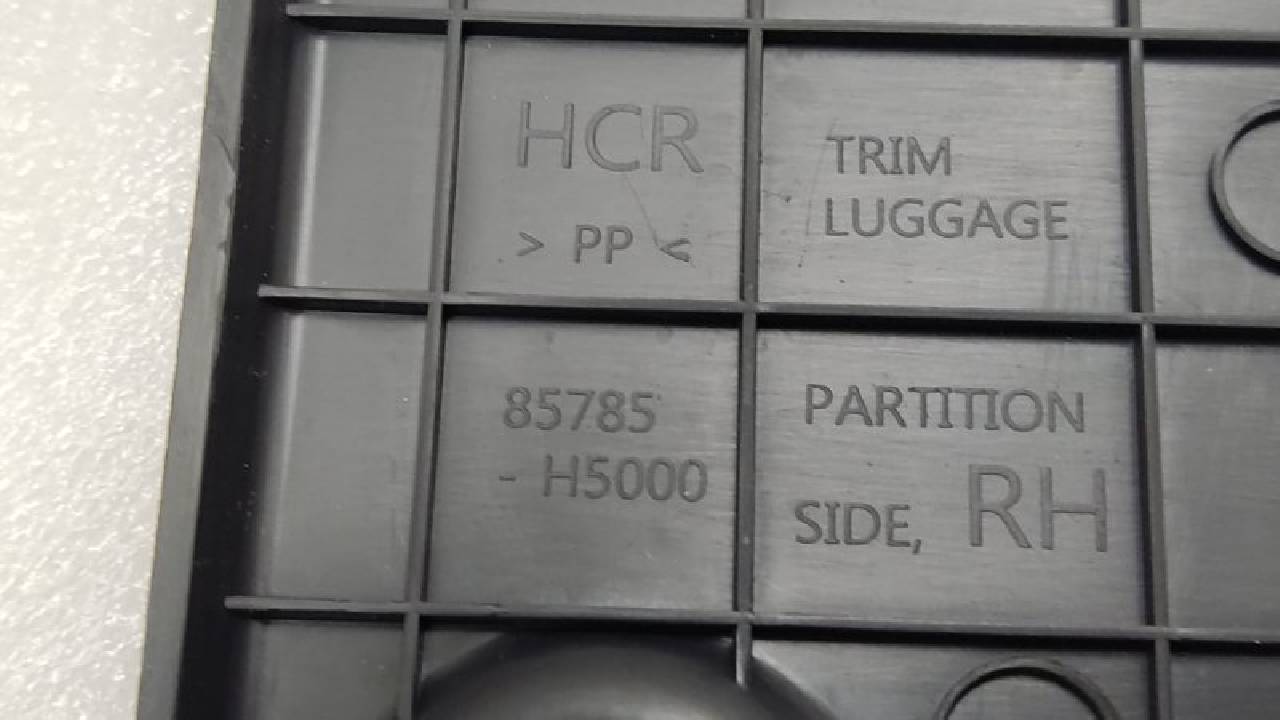 HCR
> PP <
TRIM
LUGGAGE
85785
- H5000
PARTITION
SIDE, RH